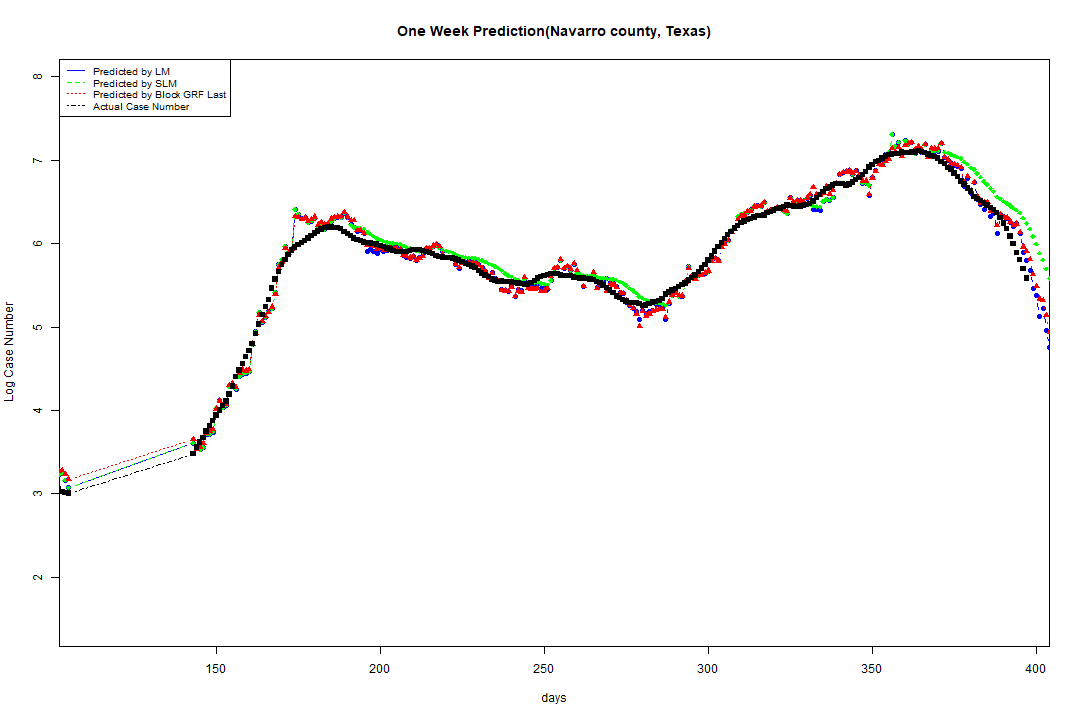 One Week Prediction(Navarro county, Texas)
Predicted by LM
Predicted by SLM
Predicted by Block GRF Last
Actual Case Number
8
7
6
5
4
3
2
Log Case Number
150 200 250 300 350 400
days